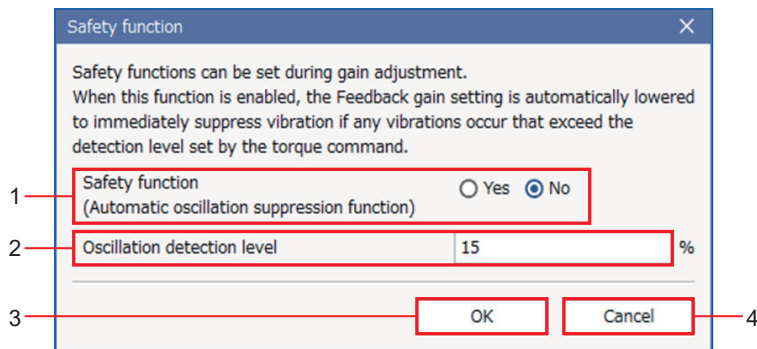 Safety function
Safety functions can be set during gain adjustment.
When this function is enabled, the Feedback gain setting is automatically lowered
to immediately suppress vibration if any vibrations occur that exceed the
detection level set by the torque command.
1
Safety function
(Automatic oscillation suppression function)
Yes No
2
Oscillation detection level 15 %
3
OK Cancel
4